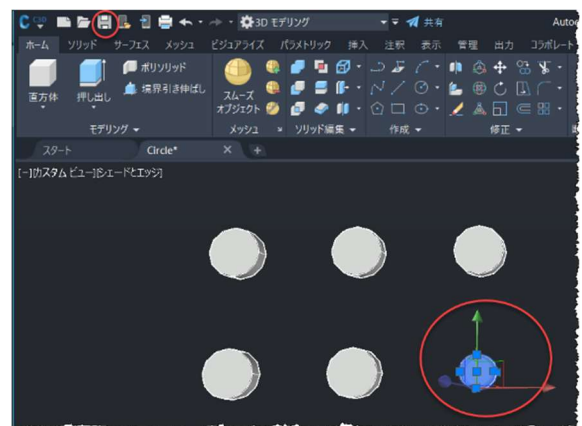 C C3D 3Dモデリング 共有 Autoc
ホーム ソリッド サーフェス メッシュ ビジュアライズ パラメトリック 挿入 注釈 表示 管理 出力 コラボレート
直方体 押し出し ポリソリッド
境界引き伸ばし
スムーズ
オブジェクト
モデリング メッシュ ソリッド編集 作成 修正
スタート Circle* × +
[−]カスタム ビュー][シェードとエッジ]